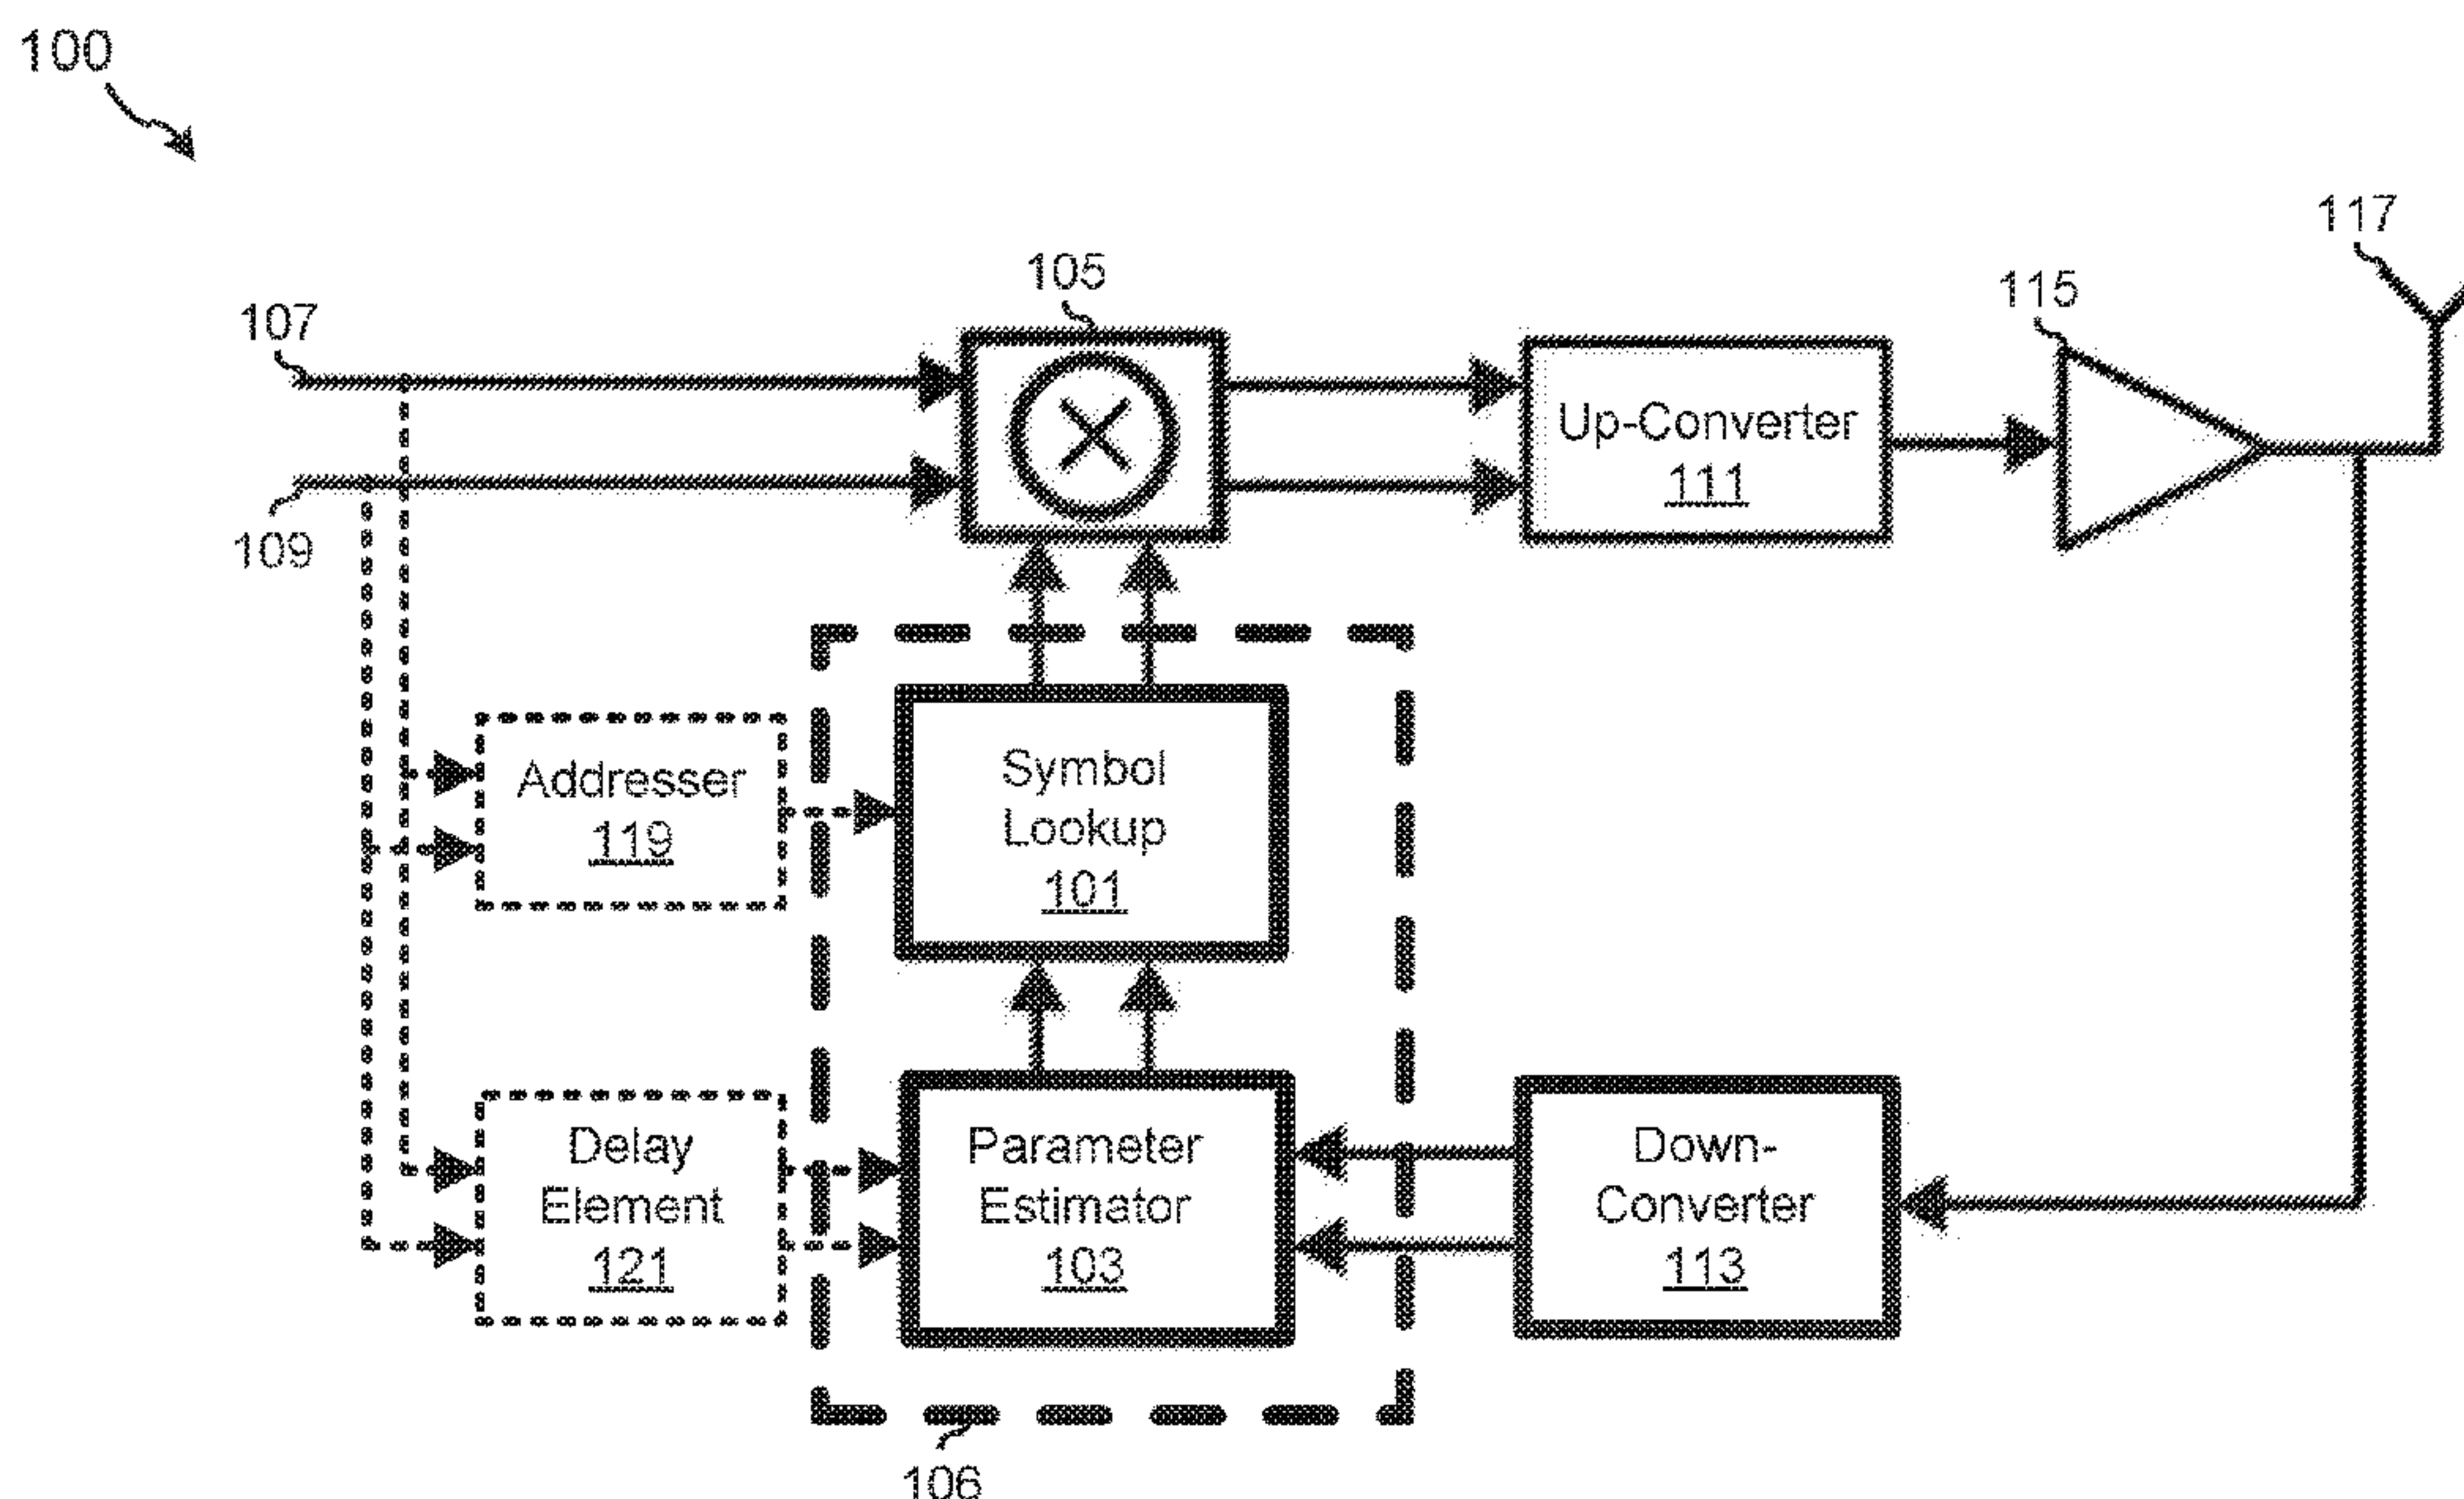 100
117
105
115
107
Up-Converter
111
109
Addresser
119
Symbol
Lookup
101
Delay
Element
121
Parameter
Estimator
103
Down-
Converter
113
106